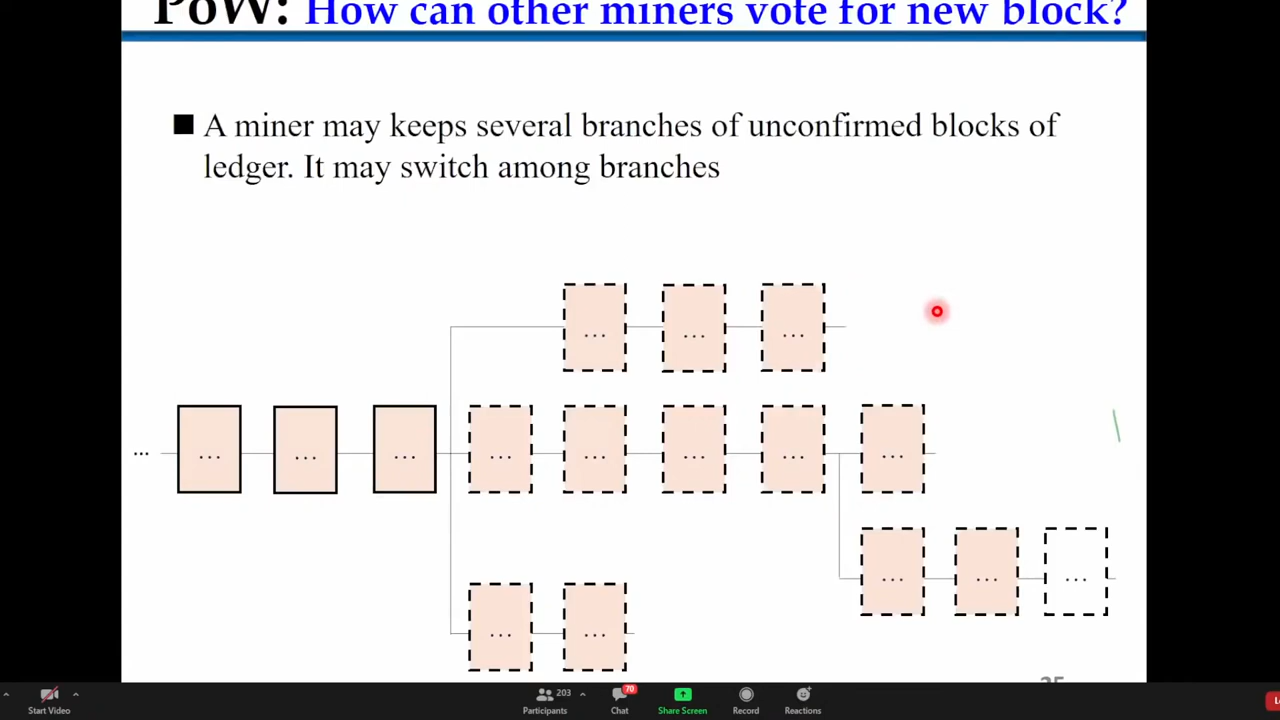 PoW: How can other miners vote for new block?
■ A miner may keeps several branches of unconfirmed blocks of
ledger. It may switch among branches
... ... ...
... ... ... ... ... ... ... ... ...
... ... ...
... ...
Start Video
203
Participants
70
Chat
Share Screen
Record
Reactions